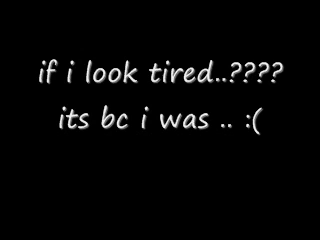 if i look tired..????
its bc i was .. :(